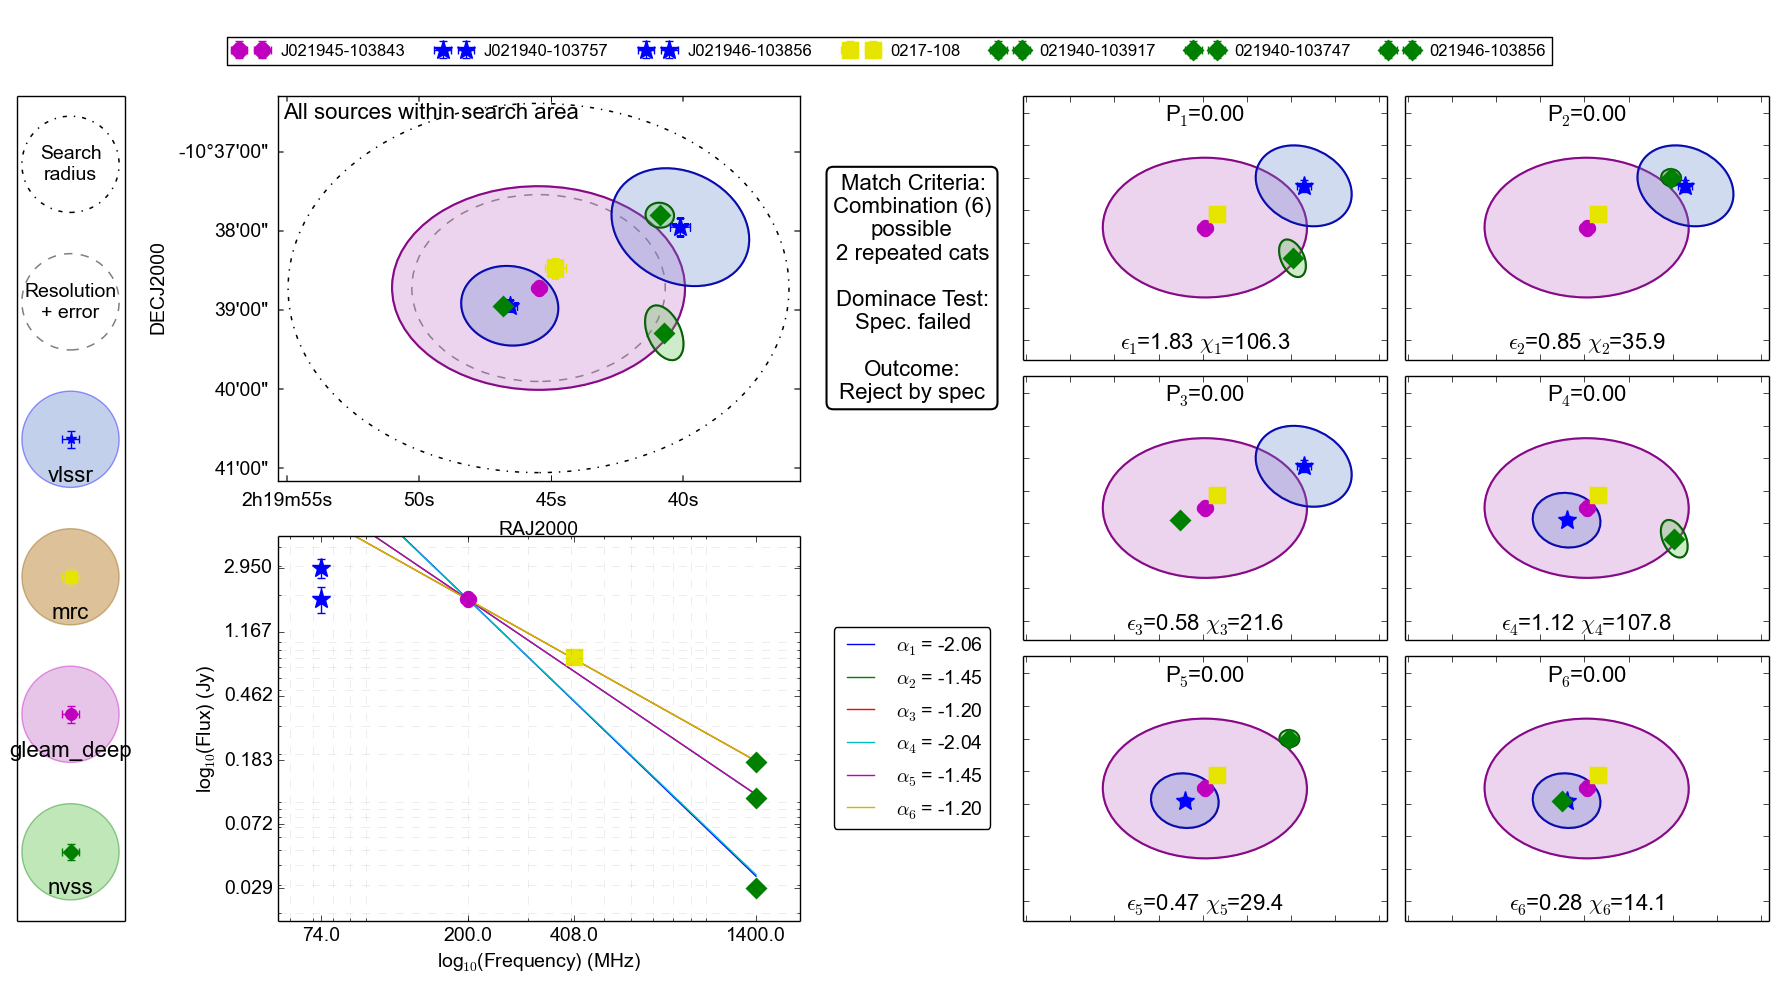 J021945-103843 J021940-103757 J021946-103856 0217-108 021940-103917 021940-103747 021946-103856
Search
radius
Resolution
+ error
vlssr
mrc
gleam_deep
nvss
All sources within search area
DECJ2000
-10°37'00"
38'00"
39'00"
40'00"
41'00"
2h19m55s 50s 45s 40s
RAJ2000
log10(Flux) (Jy)
2.950
1.167
0.462
0.183
0.072
0.029
74.0 200.0 408.0 1400.0
log10(Frequency) (MHz)
Match Criteria:
Combination (6)
possible
2 repeated cats
Dominace Test:
Spec. failed
Outcome:
Reject by spec
α1 = -2.06
α2 = -1.45
α3 = -1.20
α4 = -2.04
α5 = -1.45
α6 = -1.20
P1=0.00
ϵ1=1.83 χ1=106.3
P2=0.00
ϵ2=0.85 χ2=35.9
P3=0.00
ϵ3=0.58 χ3=21.6
P4=0.00
ϵ4=1.12 χ4=107.8
P5=0.00
ϵ5=0.47 χ5=29.4
P6=0.00
ϵ6=0.28 χ6=14.1